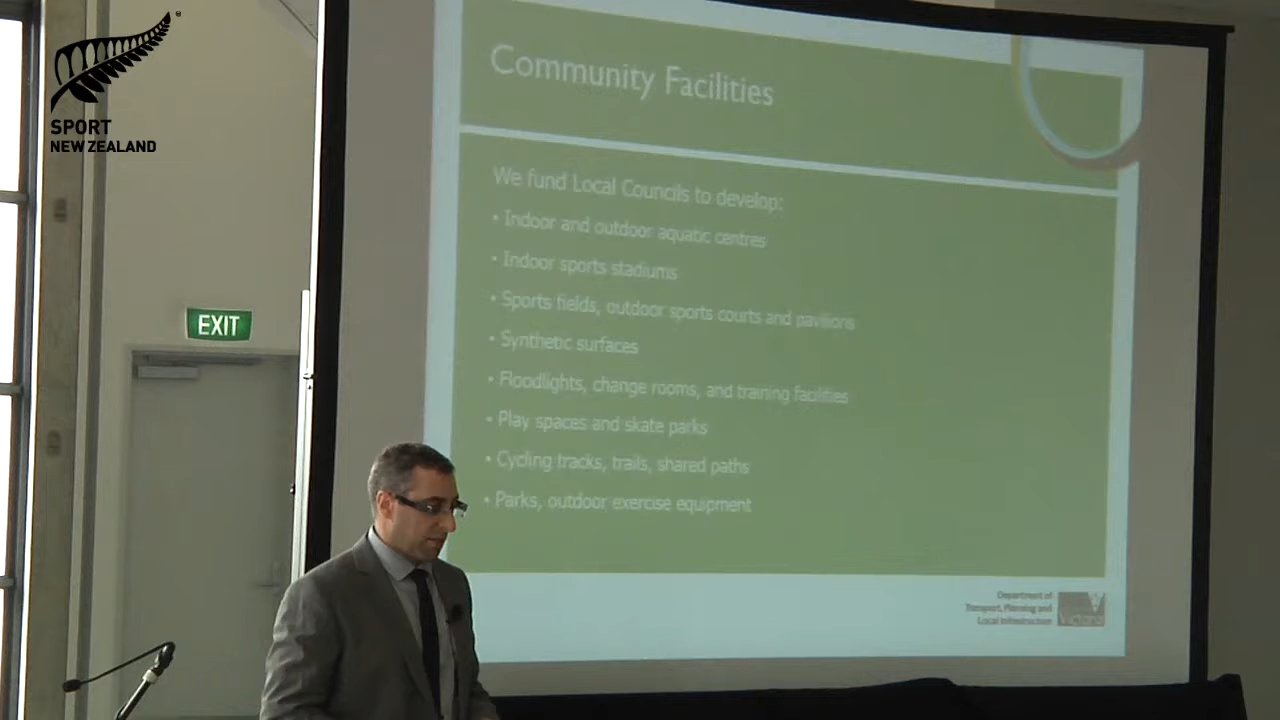 SPORT
NEW ZEALAND
EXIT
Community Facilities
We fund Local Councils to develop:
• Indoor and outdoor aquatic centres
• Indoor sports stadiums
• Sports fields, outdoor sports courts and pavilions
• Synthetic surfaces
• Floodlights, change rooms, and training facilities
• Play spaces and skate parks
• Cycling tracks, trails, shared paths
• Parks, outdoor exercise equipment
Department of
Transport, Planning and
Local Infrastructure
Victoria